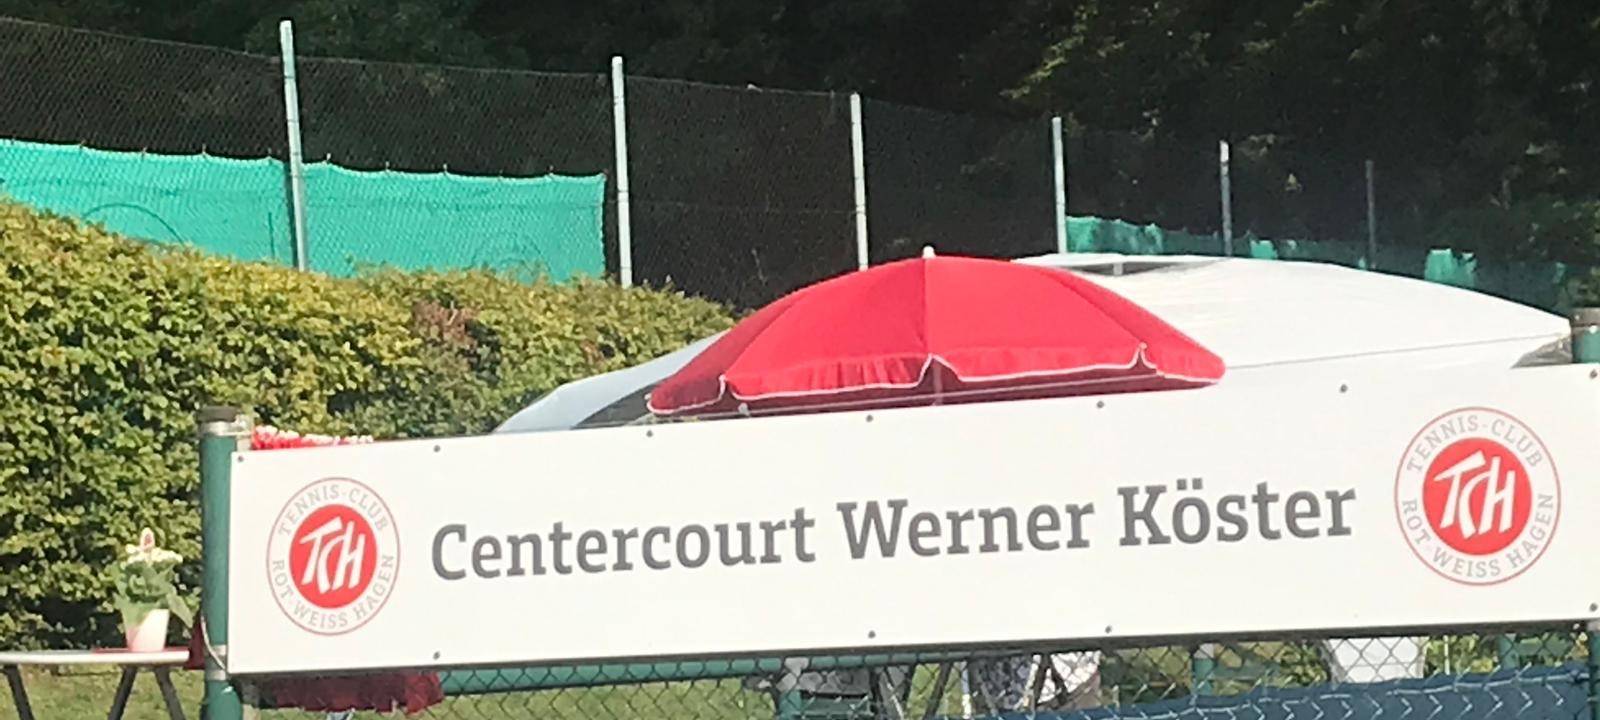 TENNIS-CLUB
TCH
ROT-WEISS HAGEN
Centercourt Werner Köster
TENNIS-CLUB
TCH
ROT-WEISS HAGEN